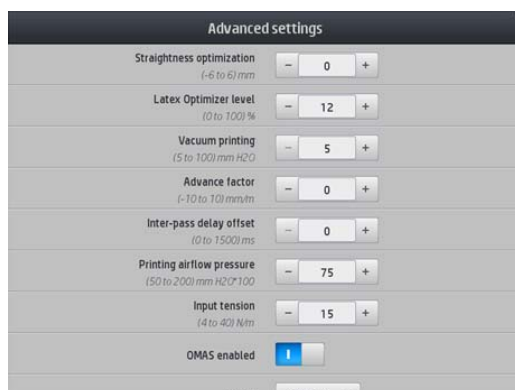 Advanced settings
Straightness optimization
(-6 to 6) mm
- 0 +
Latex Optimizer level
(0 to 100) %
- 12 +
Vacuum printing
(5 to 100) mm H2O
- 5 +
Advance factor
(-10 to 10) mm/m
- 0 +
Inter-pass delay offset
(0 to 1500) ms
- 0 +
Printing airflow pressure
(50 to 200) mm H2O*100
- 75 +
Input tension
(4 to 40) N/m
- 15 +
OMAS enabled
I